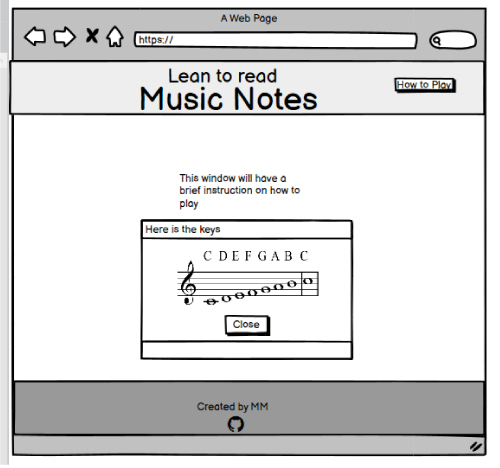 A Web Page
https://
Lean to read
Music Notes
How to Play
This window will have a
brief instruction on how to
play
Here is the keys
C D E F G A B C
Close
Created by MM